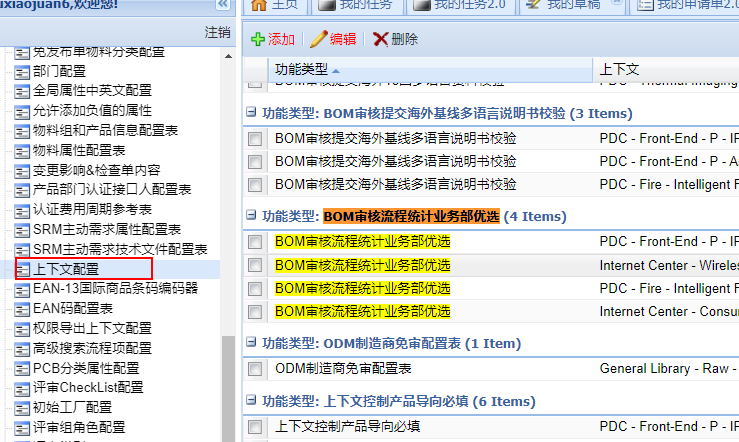 ixiaojuan6,欢迎您!
注销
免发布单物料分类配置
部门配置
全局属性中英文配置
允许添加负值的属性
物料组和产品信息配置表
物料属性配置表
变更影响&检查单内容
产品部门认证接口人配置表
认证费用周期参考表
SRM主动需求属性配置表
SRM主动需求技术文件配置表
上下文配置
EAN-13国际商品条码编码器
EAN码配置表
权限导出上下文配置
高级搜索流程项配置
PCB分类属性配置
评审CheckList配置
初始工厂配置
评审组角色配置
主页 我的任务 我的任务2.0 我的草稿 我的申请单2.0
添加 编辑 删除
功能类型 上下文
功能类型: BOM审核提交海外基线多语言说明书校验 (3 Items)
BOM审核提交海外基线多语言说明书校验 PDC - Front-End - P - IP
BOM审核提交海外基线多语言说明书校验 PDC - Front-End - P - A
BOM审核提交海外基线多语言说明书校验 PDC - Fire - Intelligent F
功能类型: BOM审核流程统计业务部优选 (4 Items)
BOM审核流程统计业务部优选 PDC - Front-End - P - IP
BOM审核流程统计业务部优选 Internet Center - Wireles
BOM审核流程统计业务部优选 PDC - Fire - Intelligent F
BOM审核流程统计业务部优选 Internet Center - Consu
功能类型: ODM制造商免审配置表 (1 Item)
ODM制造商免审配置表 General Library - Raw -
功能类型: 上下文控制产品导向必填 (6 Items)
上下文控制产品导向必填 PDC - Front-End - P - IP